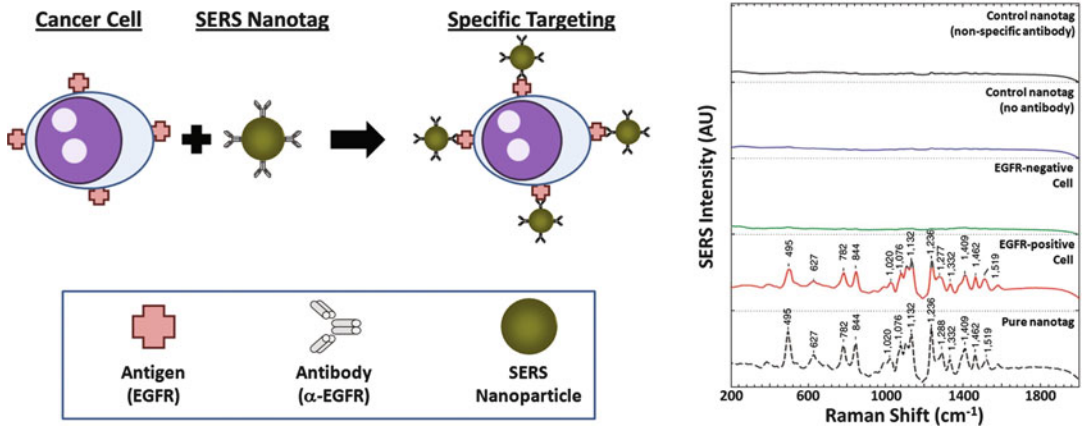 Cancer Cell
SERS Nanotag
Specific Targeting
Antigen
(EGFR)
Antibody
(α-EGFR)
SERS
Nanoparticle
SERS Intensity (AU)
Control nanotag
(non-specific antibody)
Control nanotag
(no antibody)
EGFR-negative
Cell
EGFR-positive
Cell
495
627
782
844
1,020
1,076
1,132
1,236
1,277
1,332
1,409
1,462
1,519
Pure nanotag
495
627
782
844
1,020
1,076
1,132
1,236
1,288
1,332
1,409
1,462
1,519
200
600
1000
1400
1800
Raman Shift (cm⁻¹)